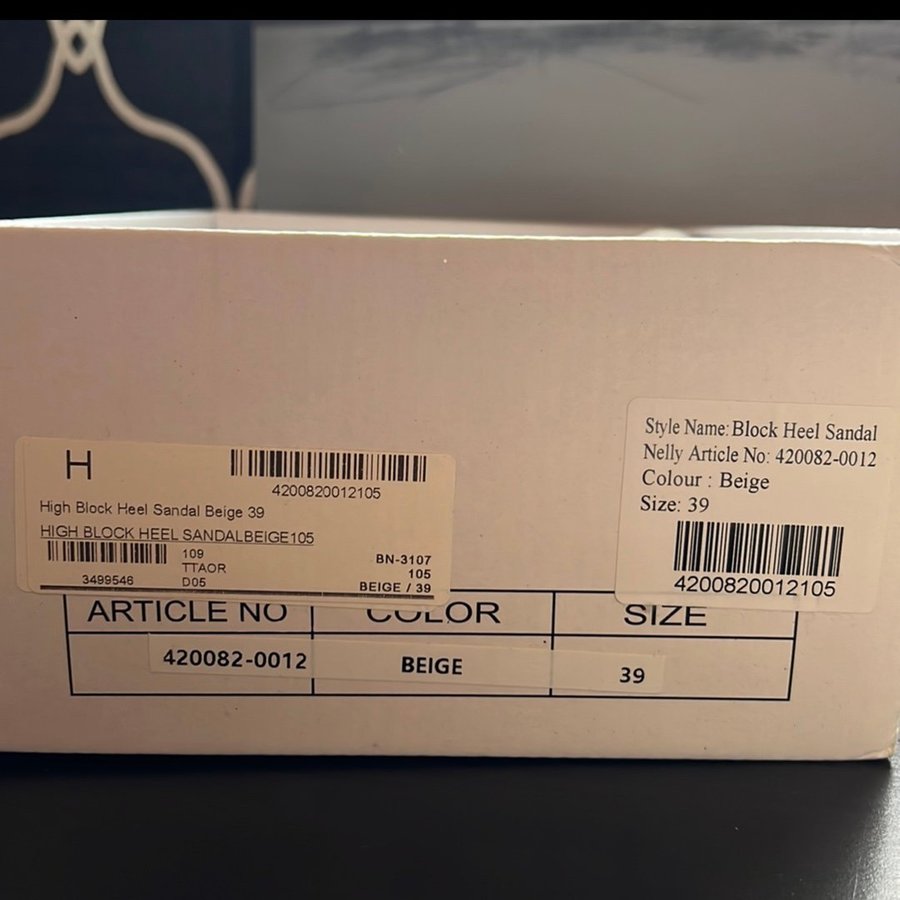 H
4200820012105
High Block Heel Sandal Beige 39
HIGH BLOCK HEEL SANDALBEIGE105
109
TTAOR
D05
3499546
BN-3107
105
BEIGE / 39
Style Name: Block Heel Sandal
Nelly Article No: 420082-0012
Colour : Beige
Size: 39
4200820012105
ARTICLE NO COLOR SIZE
420082-0012 BEIGE 39